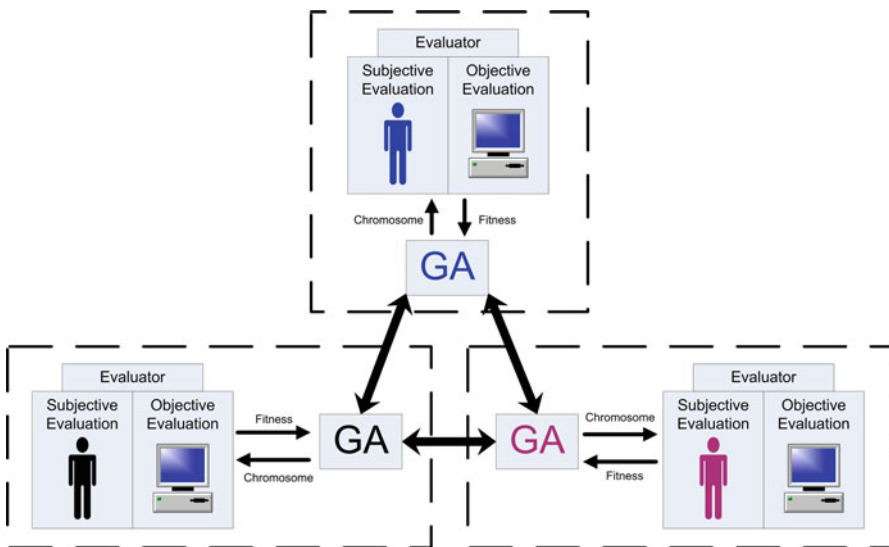 Evaluator
Subjective Evaluation
Objective Evaluation
Chromosome
Fitness
GA
Evaluator
Subjective Evaluation
Objective Evaluation
Fitness
Chromosome
GA
GA
Chromosome
Fitness
Evaluator
Subjective Evaluation
Objective Evaluation